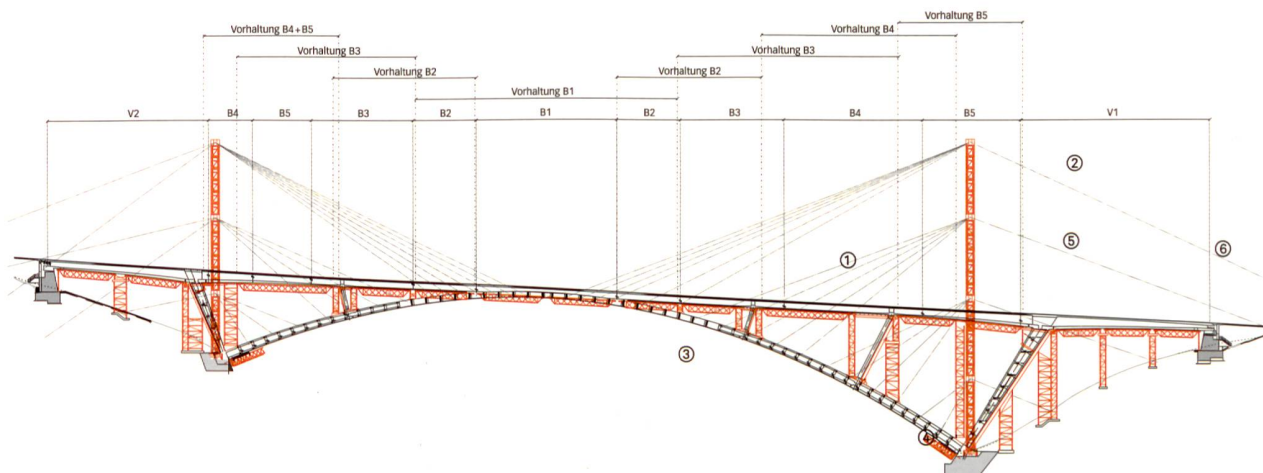 Vorhaltung B5
Vorhaltung B4+B5
Vorhaltung B4
Vorhaltung B3
Vorhaltung B3
Vorhaltung B2
Vorhaltung B2
Vorhaltung B1
V2 B4 B5 B3 B2 B1 B2 B3 B4 B5 V1
2
5
6
1
3
4